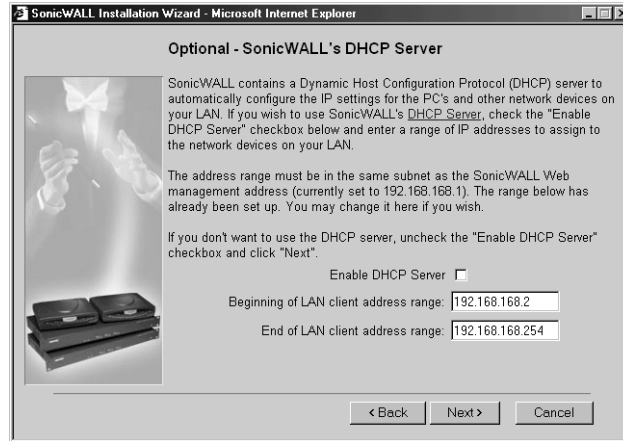 SonicWALL Installation Wizard - Microsoft Internet Explorer
Optional - SonicWALL's DHCP Server
SonicWALL contains a Dynamic Host Configuration Protocol (DHCP) server to
automatically configure the IP settings for the PC's and other network devices on
your LAN. If you wish to use SonicWALL's DHCP Server, check the "Enable
DHCP Server" checkbox below and enter a range of IP addresses to assign to
the network devices on your LAN.
The address range must be in the same subnet as the SonicWALL Web
management address (currently set to 192.168.168.1). The range below has
already been set up. You may change it here if you wish.
If you don't want to use the DHCP server, uncheck the "Enable DHCP Server"
checkbox and click "Next".
Enable DHCP Server
Beginning of LAN client address range: 192.168.168.2
End of LAN client address range: 192.168.168.254
< Back Next > Cancel